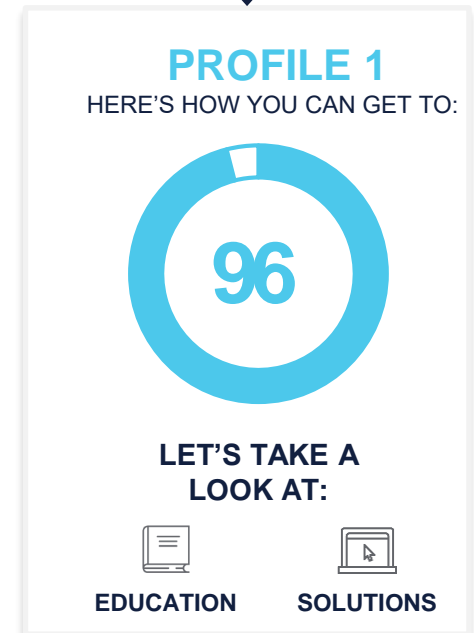 PROFILE 1
HERE’S HOW YOU CAN GET TO:
96
LET’S TAKE A
LOOK AT:
EDUCATION SOLUTIONS